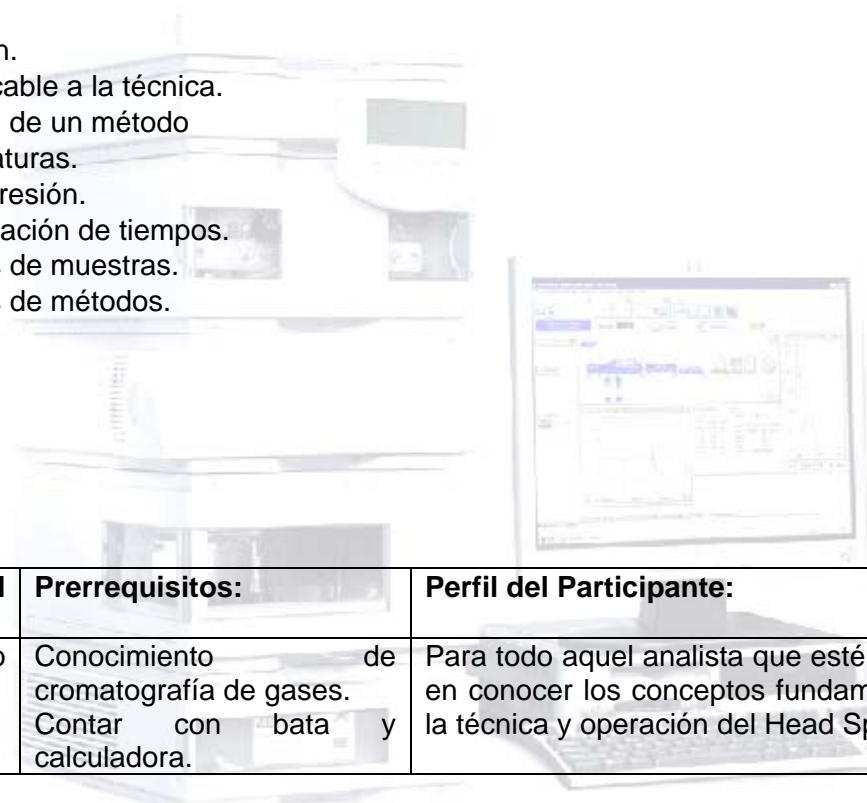 n.
cable a la técnica.
de un método
aturas.
resión.
ación de tiempos.
de muestras.
de métodos.
Prerrequisitos:
Perfil del Participante:
Conocimiento de
cromatografía de gases.
Contar con bata y
calculadora.
Para todo aquel analista que esté
en conocer los conceptos fundam
la técnica y operación del Head Sp